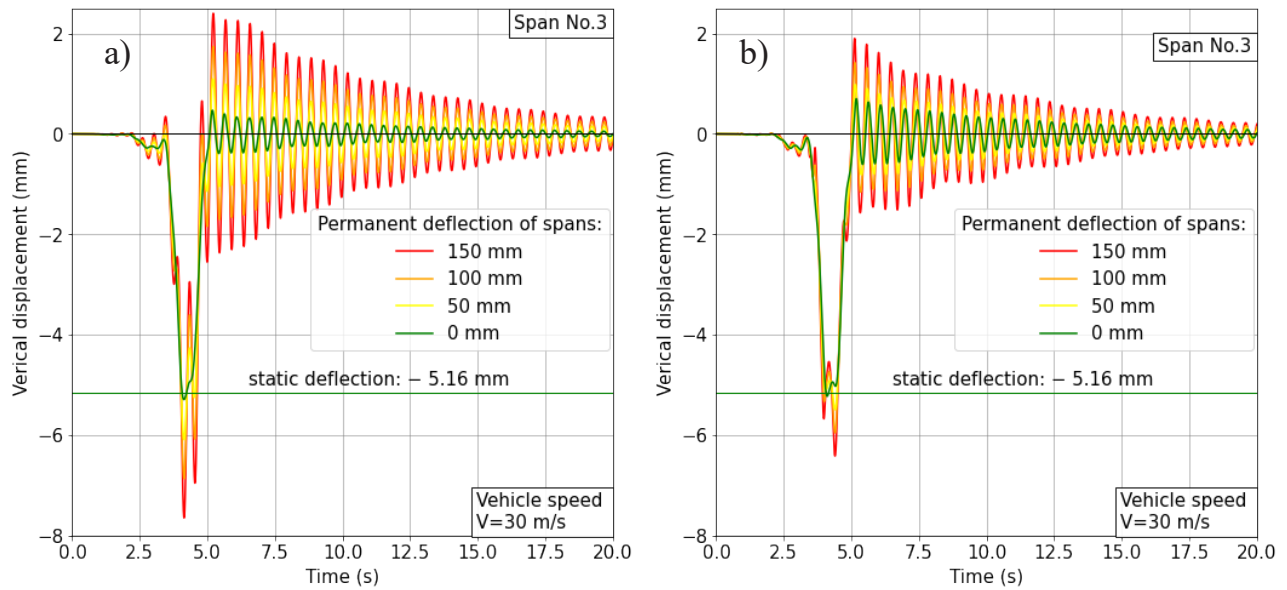 a)
Span No.3
2
0
−2
−4
−6
−8
Verical displacement (mm)
Permanent deflection of spans:
150 mm
100 mm
50 mm
0 mm
static deflection: − 5.16 mm
Vehicle speed
V=30 m/s
0.0 2.5 5.0 7.5 10.0 12.5 15.0 17.5 20.0
Time (s)
b)
Span No.3
2
0
−2
−4
−6
−8
Verical displacement (mm)
Permanent deflection of spans:
150 mm
100 mm
50 mm
0 mm
static deflection: − 5.16 mm
Vehicle speed
V=30 m/s
0.0 2.5 5.0 7.5 10.0 12.5 15.0 17.5 20.0
Time (s)